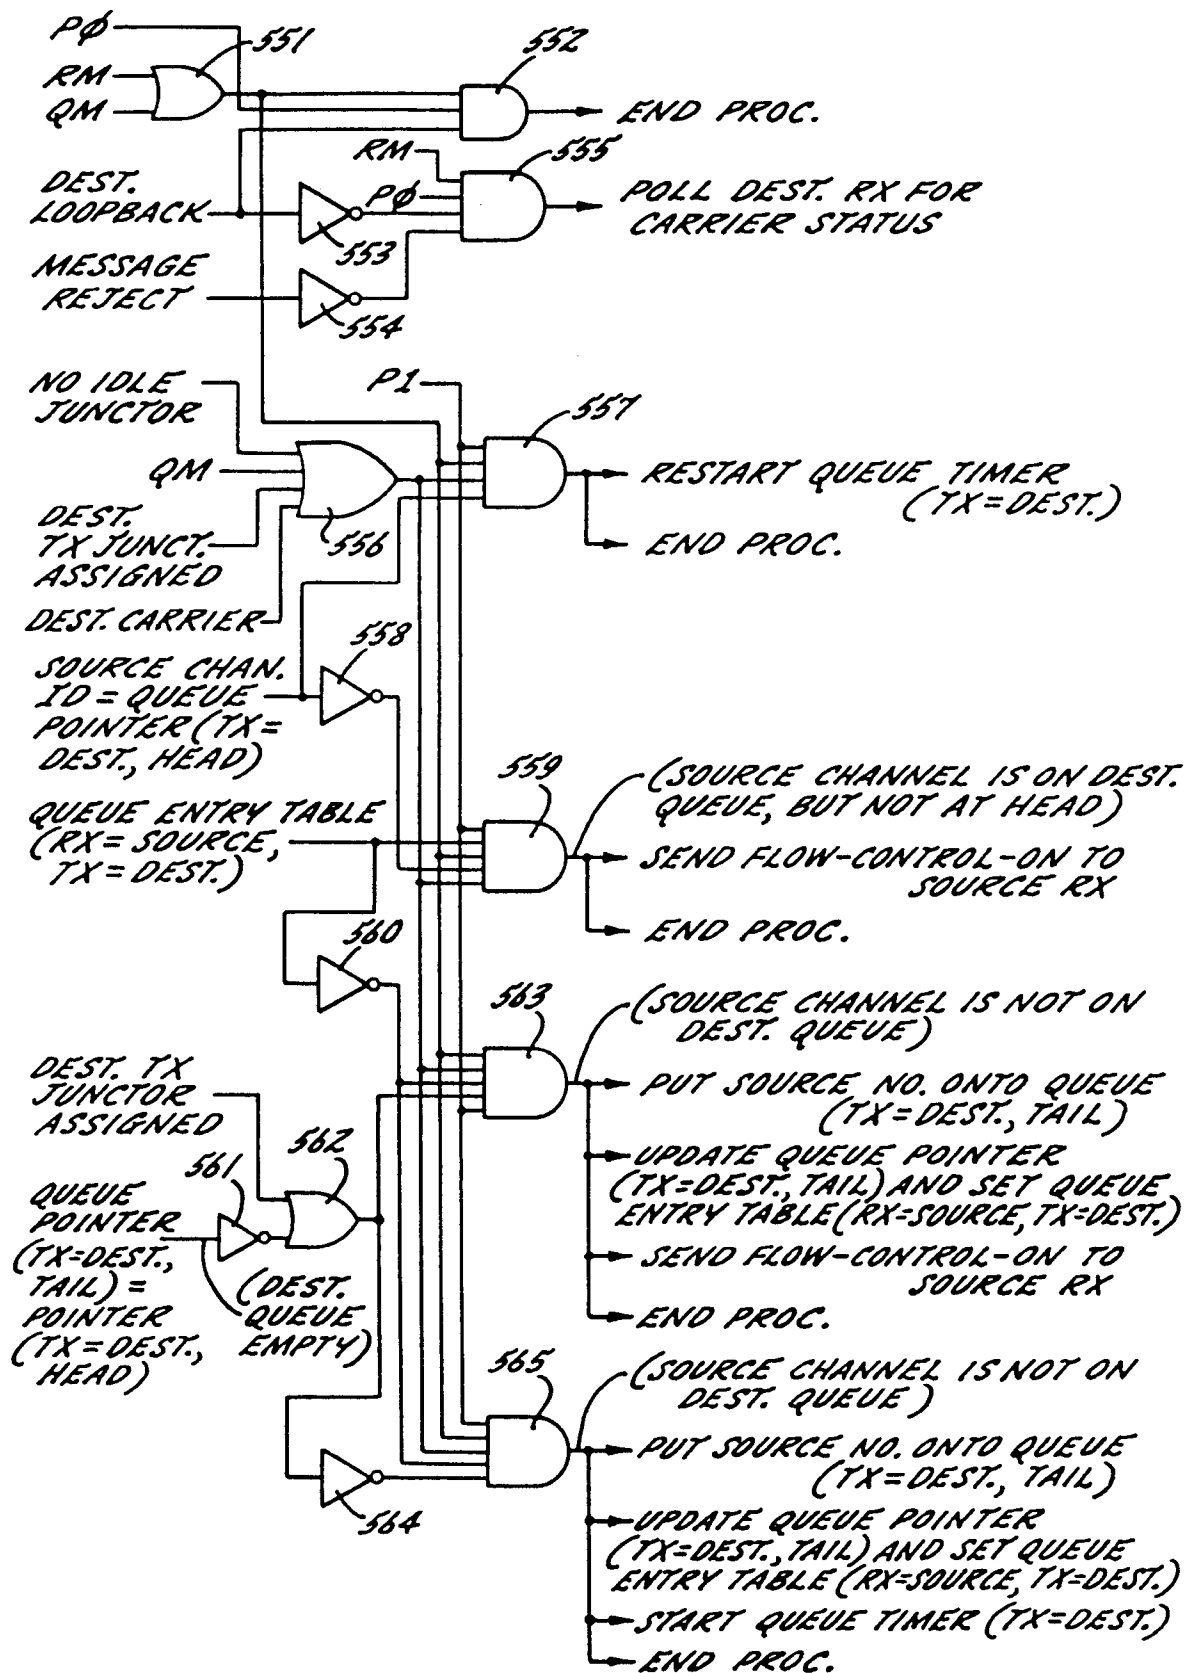 PØ
551
552
RM
QM
END PROC.
RM
555
DEST.
LOOPBACK
PØ
553
POLL DEST. RX FOR
CARRIER STATUS
MESSAGE
REJECT
554
NO IDLE
JUNCTOR
P1
557
QM
RESTART QUEUE TIMER
(TX=DEST.)
DEST.
TX JUNCT.
ASSIGNED
556
END PROC.
DEST. CARRIER
558
SOURCE CHAN.
ID = QUEUE
POINTER (TX=
DEST., HEAD)
559
(SOURCE CHANNEL IS ON DEST.
QUEUE, BUT NOT AT HEAD)
QUEUE ENTRY TABLE
(RX= SOURCE,
TX= DEST.)
SEND FLOW-CONTROL-ON TO
SOURCE RX
END PROC.
560
563
(SOURCE CHANNEL IS NOT ON
DEST. QUEUE)
DEST. TX
JUNCTOR
ASSIGNED
PUT SOURCE NO. ONTO QUEUE
(TX=DEST., TAIL)
561
562
UPDATE QUEUE POINTER
(TX=DEST., TAIL) AND SET QUEUE
ENTRY TABLE (RX=SOURCE, TX=DEST.)
QUEUE
POINTER
(TX=DEST.,
TAIL) =
POINTER
(TX=DEST.,
HEAD)
(DEST.
QUEUE
EMPTY)
SEND FLOW-CONTROL-ON TO
SOURCE RX
END PROC.
565
(SOURCE CHANNEL IS NOT ON
DEST. QUEUE)
PUT SOURCE NO. ONTO QUEUE
(TX=DEST., TAIL)
564
UPDATE QUEUE POINTER
(TX=DEST., TAIL) AND SET QUEUE
ENTRY TABLE (RX=SOURCE, TX=DEST.)
START QUEUE TIMER (TX=DEST.)
END PROC.